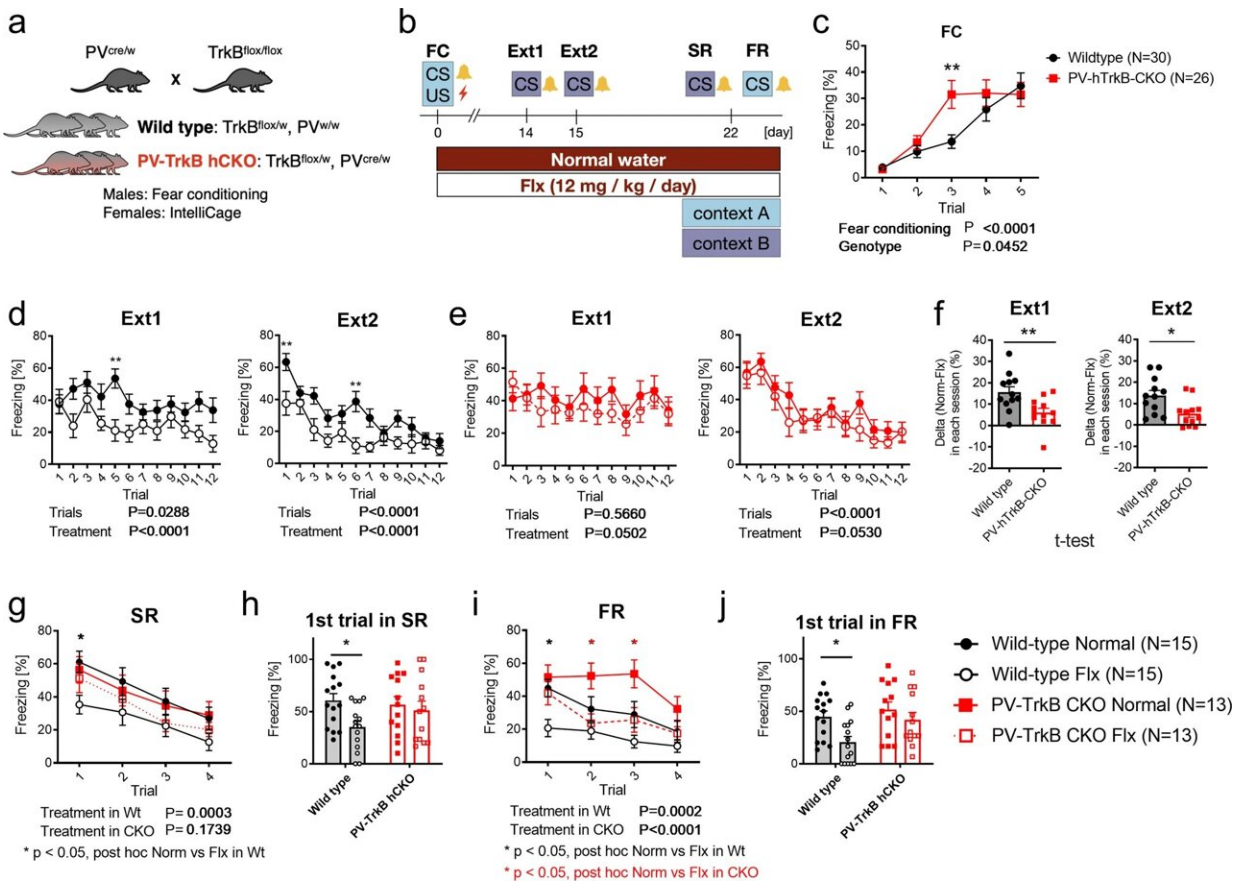 a
PVcre/w
TrkBflox/flox
x
Wild type: TrkBflox/w, PVw/w
PV-TrkB hCKO: TrkBflox/w, PVcre/w
Males: Fear conditioning
Females: IntelliCage
b
FC
Ext1
Ext2
SR
FR
CS
US
CS
CS
CS
CS
0
14
15
22
[day]
Normal water
Flx (12 mg / kg / day)
context A
context B
c
FC
Freezing [%]
50
40
30
20
10
0
**
1 2 3 4 5
Trial
Wildtype (N=30)
PV-hTrkB-CKO (N=26)
Fear conditioning P <0.0001
Genotype P=0.0452
d
Ext1
Freezing [%]
80
60
40
20
0
**
1 2 3 4 5 6 7 8 9 10 11 12
Trial
Trials P=0.0288
Treatment P<0.0001
Ext2
Freezing [%]
80
60
40
20
0
**
**
1 2 3 4 5 6 7 8 9 10 11 12
Trial
P<0.0001
P<0.0001
e
Ext1
Freezing [%]
80
60
40
20
0
1 2 3 4 5 6 7 8 9 10 11 12
Trial
Trials P=0.5660
Treatment P=0.0502
Ext2
Freezing [%]
80
60
40
20
0
1 2 3 4 5 6 7 8 9 10 11 12
Trial
P<0.0001
P=0.0530
f
Ext1
Delta (Norm-Flx)
in each session (%)
40
30
20
10
0
-10
-20
**
Wild type
PV-hTrkB-CKO
Ext2
Delta (Norm-Flx)
in each session (%)
40
30
20
10
0
-10
-20
*
Wild type
PV-hTrkB-CKO
t-test
g
SR
Freezing [%]
80
60
40
20
0
*
1 2 3 4
Trial
Treatment in Wt P= 0.0003
Treatment in CKO P= 0.1739
* p < 0.05, post hoc Norm vs Flx in Wt
h
1st trial in SR
Freezing [%]
100
50
0
*
Wild type
PV-TrkB hCKO
i
FR
Freezing [%]
80
60
40
20
0
* * *
1 2 3 4
Trial
Treatment in Wt P=0.0002
Treatment in CKO P<0.0001
* p < 0.05, post hoc Norm vs Flx in Wt
* p < 0.05, post hoc Norm vs Flx in CKO
j
1st trial in FR
Freezing [%]
100
50
0
*
Wild type
PV-TrkB hCKO
Wild-type Normal (N=15)
Wild-type Flx (N=15)
PV-TrkB CKO Normal (N=13)
PV-TrkB CKO Flx (N=13)